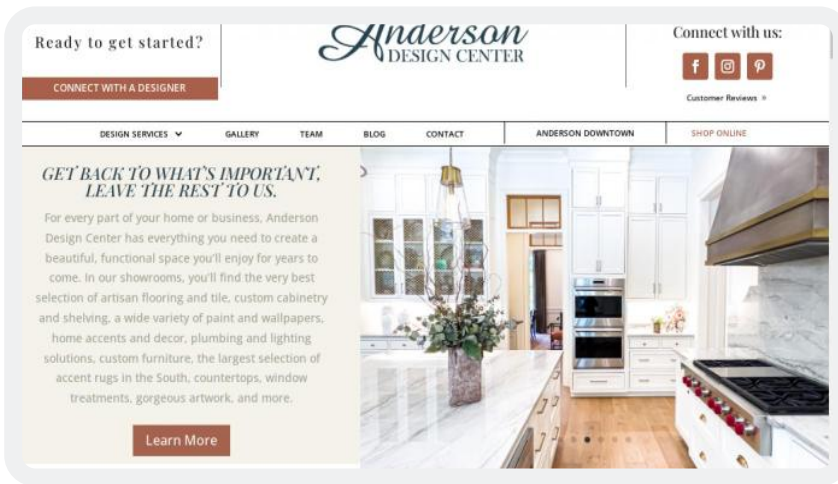 Ready to get started?
CONNECT WITH A DESIGNER
Anderson
DESIGN CENTER
Connect with us:
Customer Reviews »
DESIGN SERVICES
GALLERY
TEAM
BLOG
CONTACT
ANDERSON DOWNTOWN
SHOP ONLINE
GET BACK TO WHAT'S IMPORTANT,
LEAVE THE REST TO US.
For every part of your home or business, Anderson
Design Center has everything you need to create a
beautiful, functional space you'll enjoy for years to
come. In our showrooms, you'll find the very best
selection of artisan flooring and tile, custom cabinetry
and shelving, a wide variety of paint and wallpapers,
home accents and decor, plumbing and lighting
solutions, custom furniture, the largest selection of
accent rugs in the South, countertops, window
treatments, gorgeous artwork, and more.
Learn More